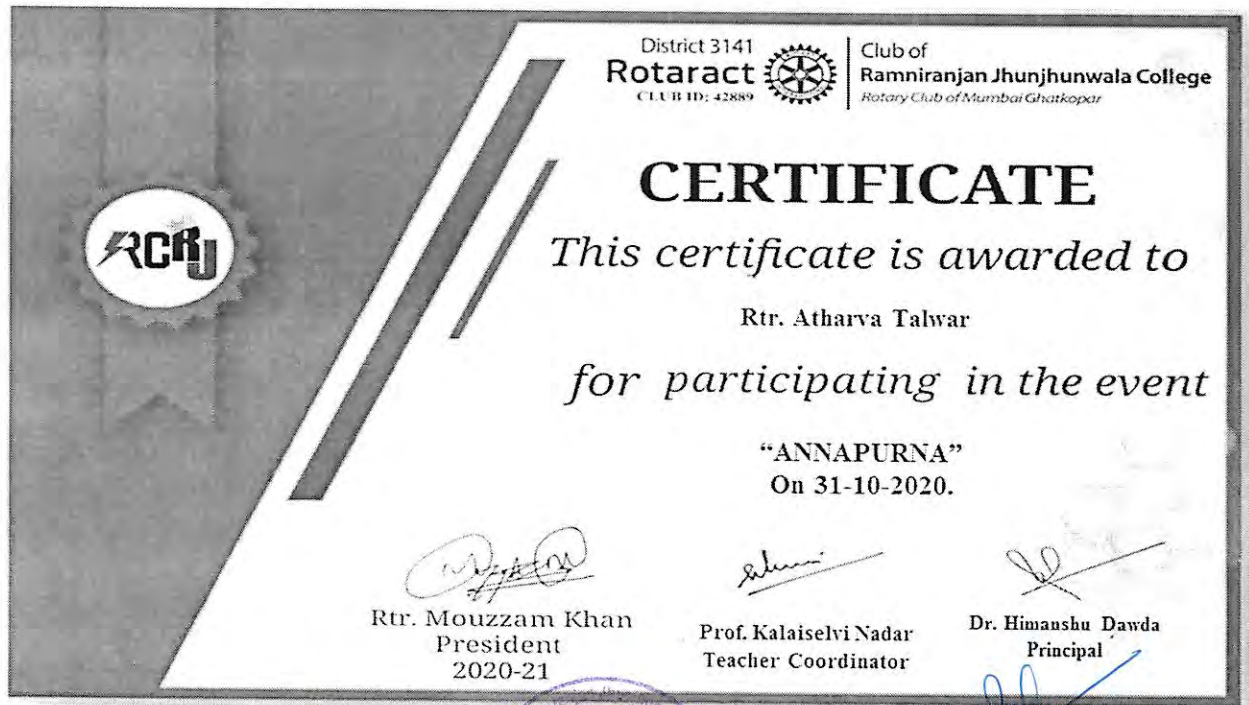 District 3141
Rotaract
CLUB ID: 42889
Club of
Ramniranjan Jhunjhunwala College
Rotary Club of Mumbai Ghatkopar
RCRJ
CERTIFICATE
This certificate is awarded to
Rtr. Atharva Talwar
for participating in the event
“ANNAPURNA”
On 31-10-2020.
Rtr. Mouzzam Khan
President
2020-21
Prof. Kalaiselvi Nadar
Teacher Coordinator
Dr. Himanshu Dawda
Principal